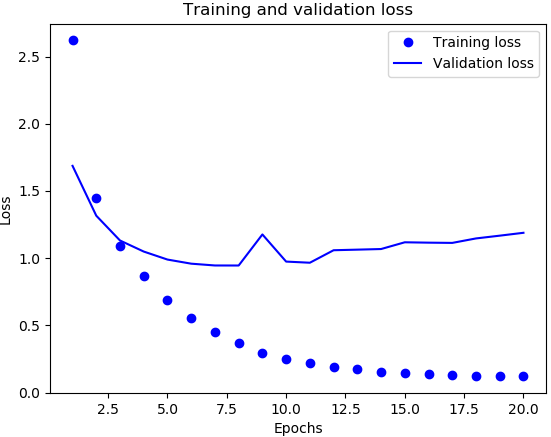 Training and validation loss
Training loss
Validation loss
2.5
2.0
1.5
1.0
0.5
0.0
Loss
2.5 5.0 7.5 10.0 12.5 15.0 17.5 20.0
Epochs